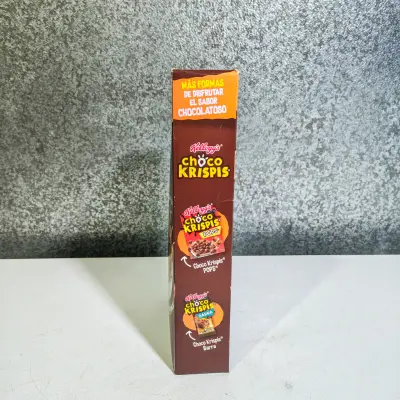 MÁS FORMAS
DE DISFRUTAR
EL SABOR
CHOCOLATOSO
Kellogg's
choco
KRISPIS
Kellogg's
choco
KRISPIS
Choco Krispis®
POPS®
Kellogg's
choco
KRISPIS
Choco Krispis®
Barra